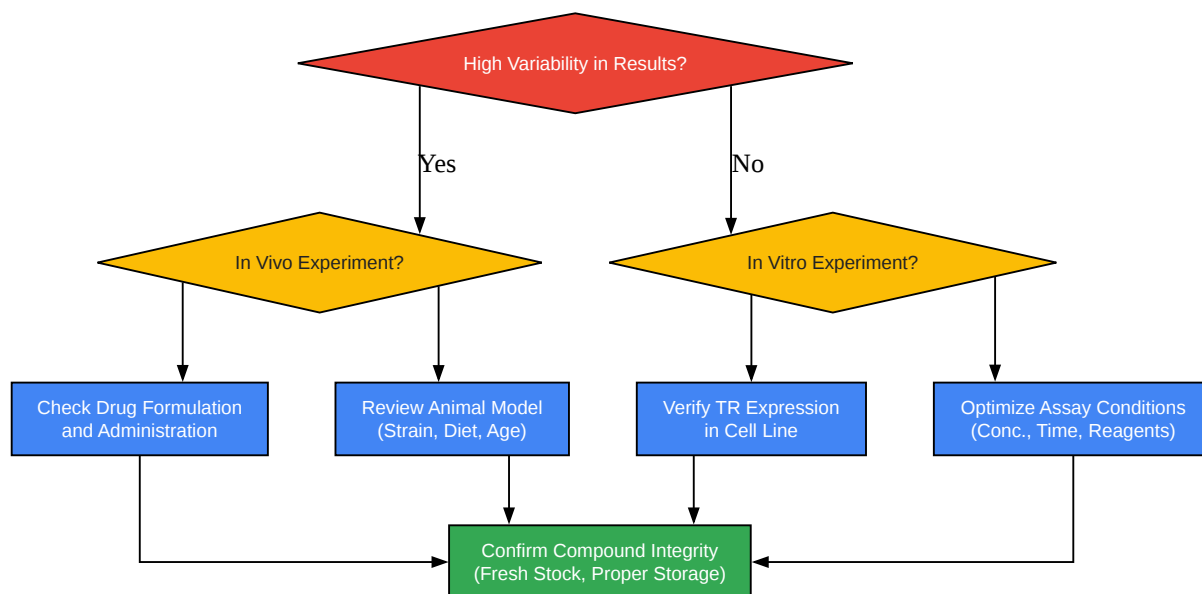 High Variability in Results?
Yes
No
In Vivo Experiment?
In Vitro Experiment?
Check Drug Formulation
and Administration
Review Animal Model
(Strain, Diet, Age)
Verify TR Expression
in Cell Line
Optimize Assay Conditions
(Conc., Time, Reagents)
Confirm Compound Integrity
(Fresh Stock, Proper Storage)